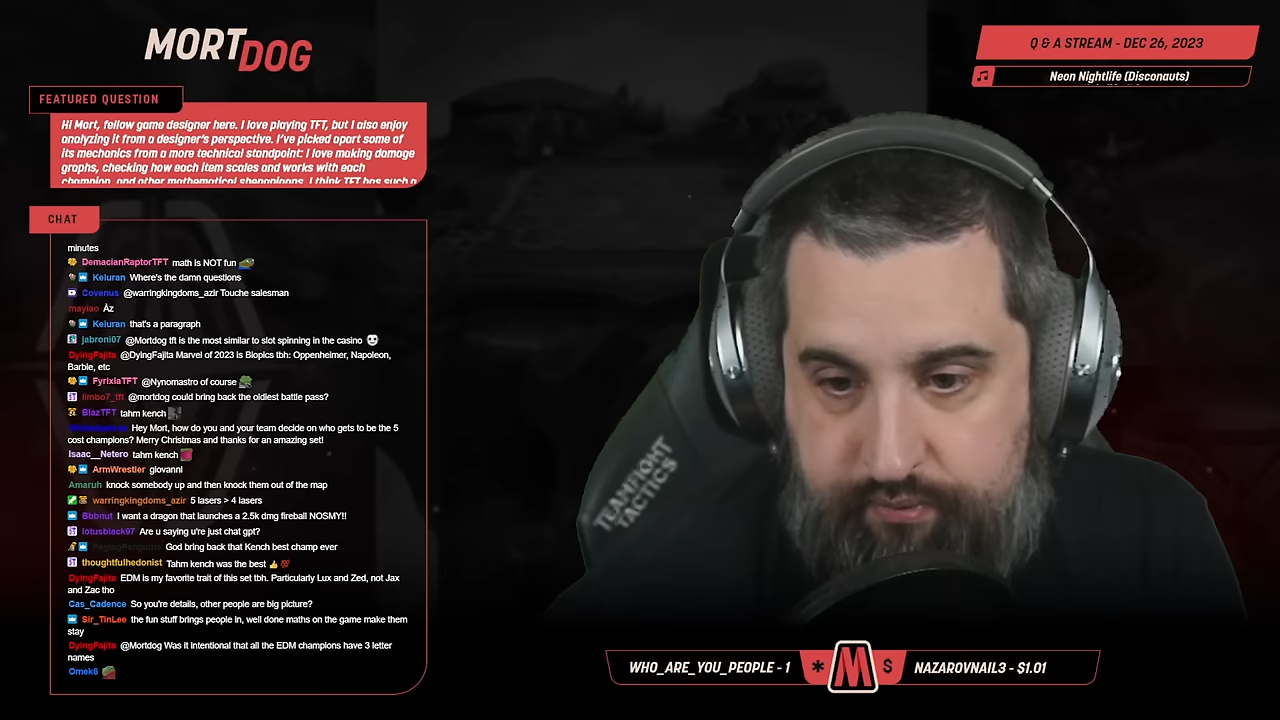 MORTDOG
Q & A STREAM - DEC 26, 2023
Neon Nightlife (Disconauts)
FEATURED QUESTION
Hi Mort, fellow game designer here. I love playing TFT, but I also enjoy
analyzing it from a designer's perspective. I've picked apart some of
its mechanics from a more technical standpoint: I love making damage
graphs, checking how each item scales and works with each
champion, and other mathematical shenanigans. I think TFT has such a
CHAT
minutes
DemacianRaptorTFT math is NOT fun
Keiuran Where's the damn questions
Covenus @warringkingdoms_azir Touche salesman
mayiao Áz
Keiuran that's a paragraph
jabroni07 @Mortdog tft is the most similar to slot spinning in the casino
DyingFajita @DyingFajita Marvel of 2023 is Biopics tbh: Oppenheimer, Napoleon,
Barbie, etc
FyrixiaTFT @Nynomastro of course
limbo7_tft @mortdog could bring back the oldiest battle pass?
BlazTFT tahm kench
Hey Mort, how do you and your team decide on who gets to be the 5
cost champions? Merry Christmas and thanks for an amazing set!
Isaac__Netero tahm kench
ArmWrestler giovanni
Amaruh knock somebody up and then knock them out of the map
warringkingdoms_azir 5 lasers > 4 lasers
Bbbnut I want a dragon that launches a 2.5k dmg fireball NOSMY!!
lotusblack97 Are u saying u're just chat gpt?
God bring back that Kench best champ ever
thoughtfulhedonist Tahm kench was the best 👍 💯
DyingFajita EDM is my favorite trait of this set tbh. Particularly Lux and Zed, not Jax
and Zac tho
Cas_Cadence So you're details, other people are big picture?
Sir_TinLee the fun stuff brings people in, well done maths on the game make them
stay
DyingFajita @Mortdog Was it intentional that all the EDM champions have 3 letter
names
Omek6
TEAMFIGHT
TACTICS
WHO_ARE_YOU_PEOPLE - 1
* M $
NAZAROVNAIL3 - $1.01